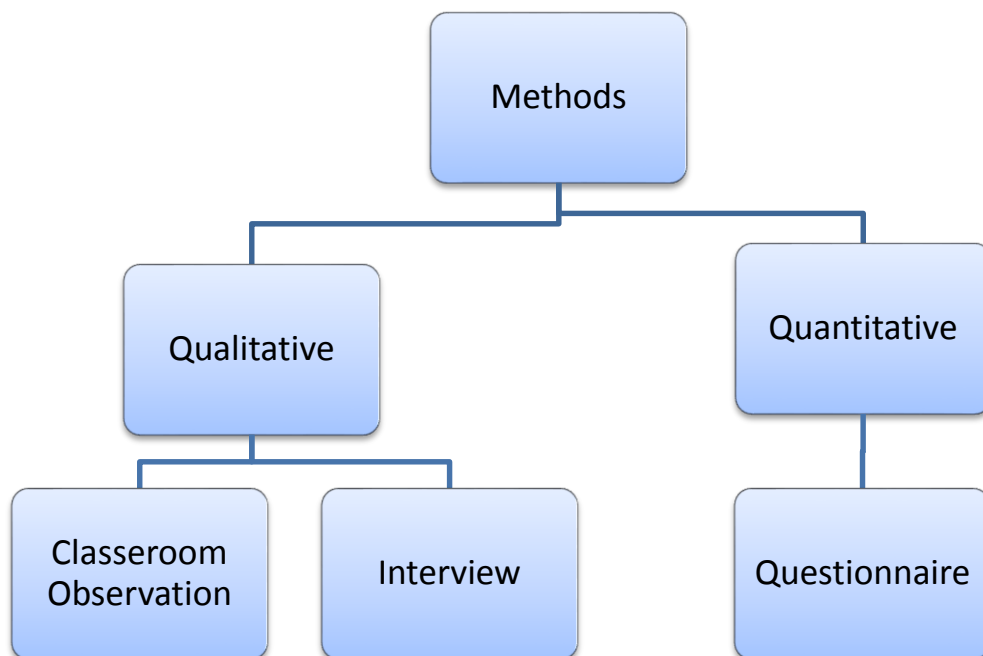 Methods
Qualitative
Quantitative
Classeroom
Observation
Interview
Questionnaire